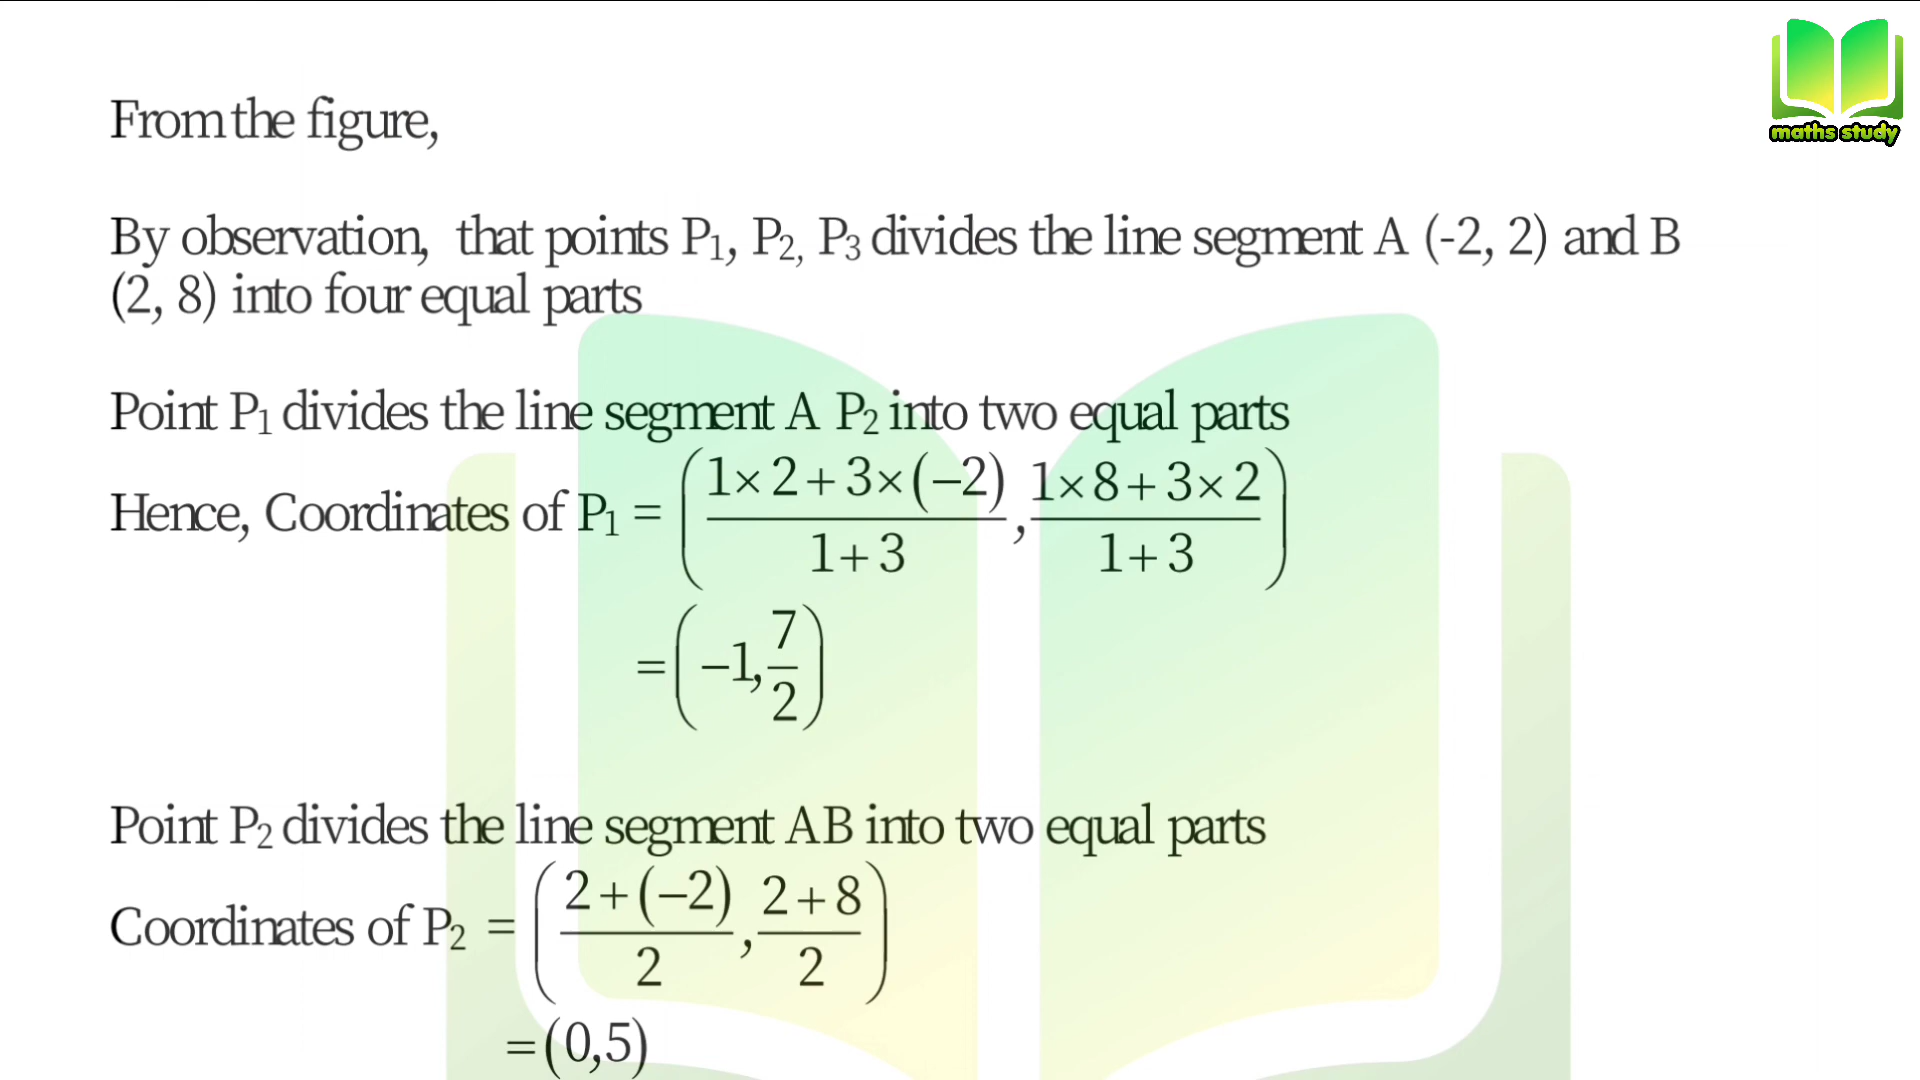 maths study
From the figure,
By observation, that points P₁, P₂, P₃ divides the line segment A (-2, 2) and B
(2, 8) into four equal parts
Point P₁ divides the line segment A P₂ into two equal parts
Hence, Coordinates of P₁ = ( (1×2+3×(−2))/(1+3) , (1×8+3×2)/(1+3) )
= ( −1, 7/2 )
Point P₂ divides the line segment AB into two equal parts
Coordinates of P₂ = ( (2+(−2))/2 , (2+8)/2 )
= (0,5)